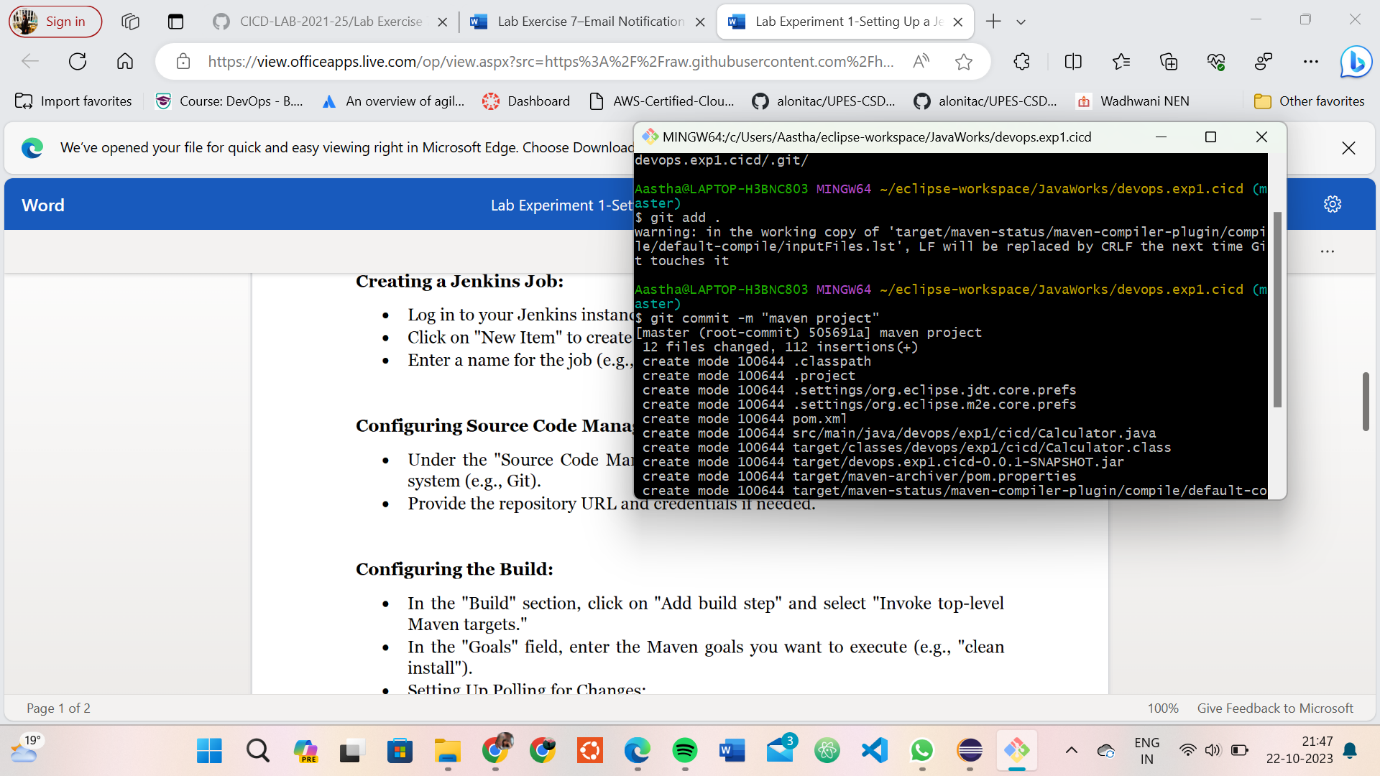 Sign in
CICD-LAB-2021-25/Lab Exercise
Lab Exercise 7–Email Notification
Lab Experiment 1-Setting Up a Je
https://view.officeapps.live.com/op/view.aspx?src=https%3A%2F%2Fraw.githubusercontent.com%2Fh...
Import favorites
Course: DevOps - B....
An overview of agil...
Dashboard
AWS-Certified-Clou...
alonitac/UPES-CSD...
alonitac/UPES-CSD...
Wadhwani NEN
Other favorites
We've opened your file for quick and easy viewing right in Microsoft Edge. Choose Download
Word
Lab Experiment 1-Set
MINGW64:/c/Users/Aastha/eclipse-workspace/JavaWorks/devops.exp1.cicd
devops.exp1.cicd/.git/
Aastha@LAPTOP-H3BNC8O3 MINGW64 ~/eclipse-workspace/JavaWorks/devops.exp1.cicd (m
aster)
$ git add .
warning: in the working copy of 'target/maven-status/maven-compiler-plugin/compi
le/default-compile/inputFiles.lst', LF will be replaced by CRLF the next time Gi
t touches it
Aastha@LAPTOP-H3BNC8O3 MINGW64 ~/eclipse-workspace/JavaWorks/devops.exp1.cicd (m
aster)
$ git commit -m "maven project"
[master (root-commit) 505691a] maven project
12 files changed, 112 insertions(+)
create mode 100644 .classpath
create mode 100644 .project
create mode 100644 .settings/org.eclipse.jdt.core.prefs
create mode 100644 .settings/org.eclipse.m2e.core.prefs
create mode 100644 pom.xml
create mode 100644 src/main/java/devops/exp1/cicd/Calculator.java
create mode 100644 target/classes/devops/exp1/cicd/Calculator.class
create mode 100644 target/devops.exp1.cicd-0.0.1-SNAPSHOT.jar
create mode 100644 target/maven-archiver/pom.properties
create mode 100644 target/maven-status/maven-compiler-plugin/compile/default-co
Creating a Jenkins Job:
• Log in to your Jenkins instanc
• Click on "New Item" to create
• Enter a name for the job (e.g.,
Configuring Source Code Manag
• Under the "Source Code Man
system (e.g., Git).
• Provide the repository URL and credentials if needed.
Configuring the Build:
• In the "Build" section, click on "Add build step" and select "Invoke top-level
Maven targets."
• In the "Goals" field, enter the Maven goals you want to execute (e.g., "clean
install").
• Setting Up Polling for Changes:
Page 1 of 2
100%
Give Feedback to Microsoft
19°
PRE
3
ENG
IN
21:47
22-10-2023